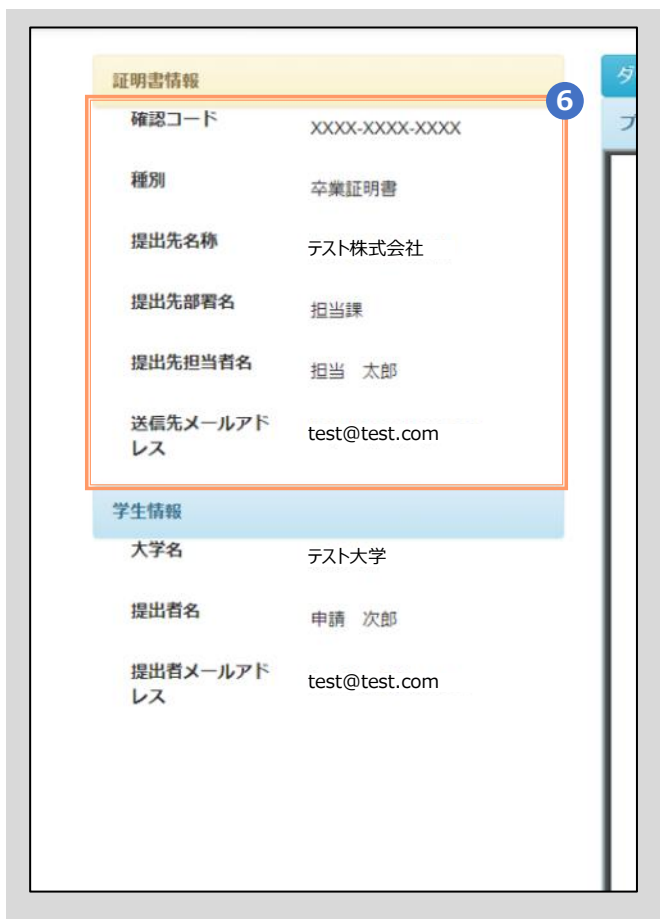 証明書情報
6
ダ
確認コード XXXX-XXXX-XXXX
プ
種別 卒業証明書
提出先名称 テスト株式会社
提出先部署名 担当課
提出先担当者名 担当　太郎
送信先メールアド
レス
test@test.com
学生情報
大学名 テスト大学
提出者名 申請　次郎
提出者メールアド
レス
test@test.com